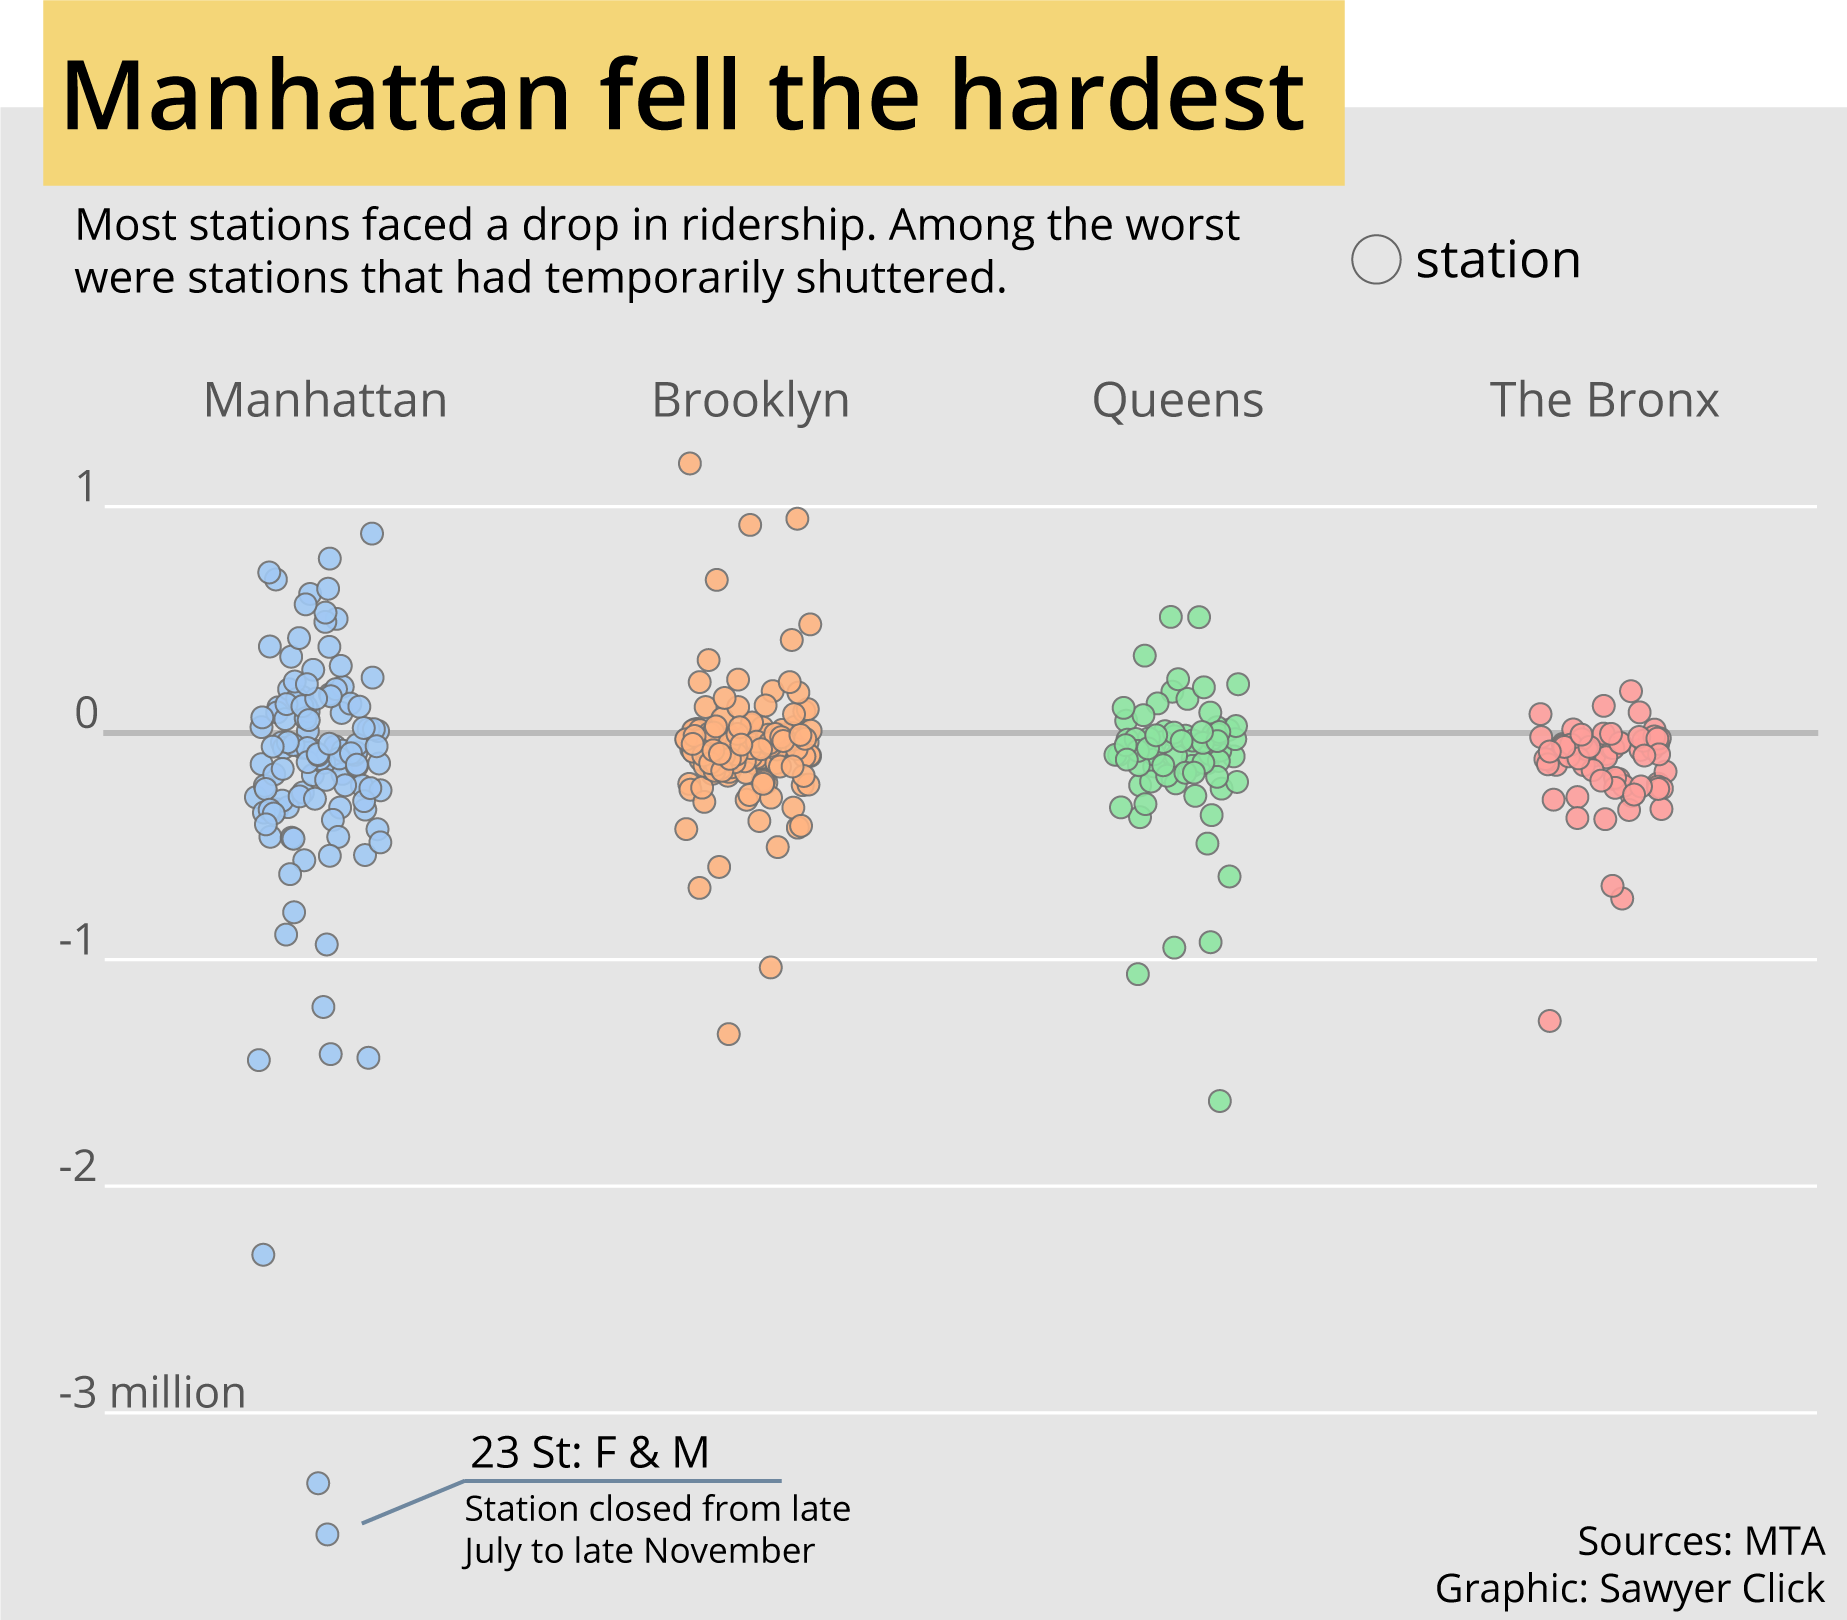 Manhattan fell the hardest
Most stations faced a drop in ridership. Among the worst
were stations that had temporarily shuttered.
station
Manhattan
Brooklyn
Queens
The Bronx
1
0
-1
-2
-3 million
23 St: F & M
Station closed from late
July to late November
Sources: MTA
Graphic: Sawyer Click